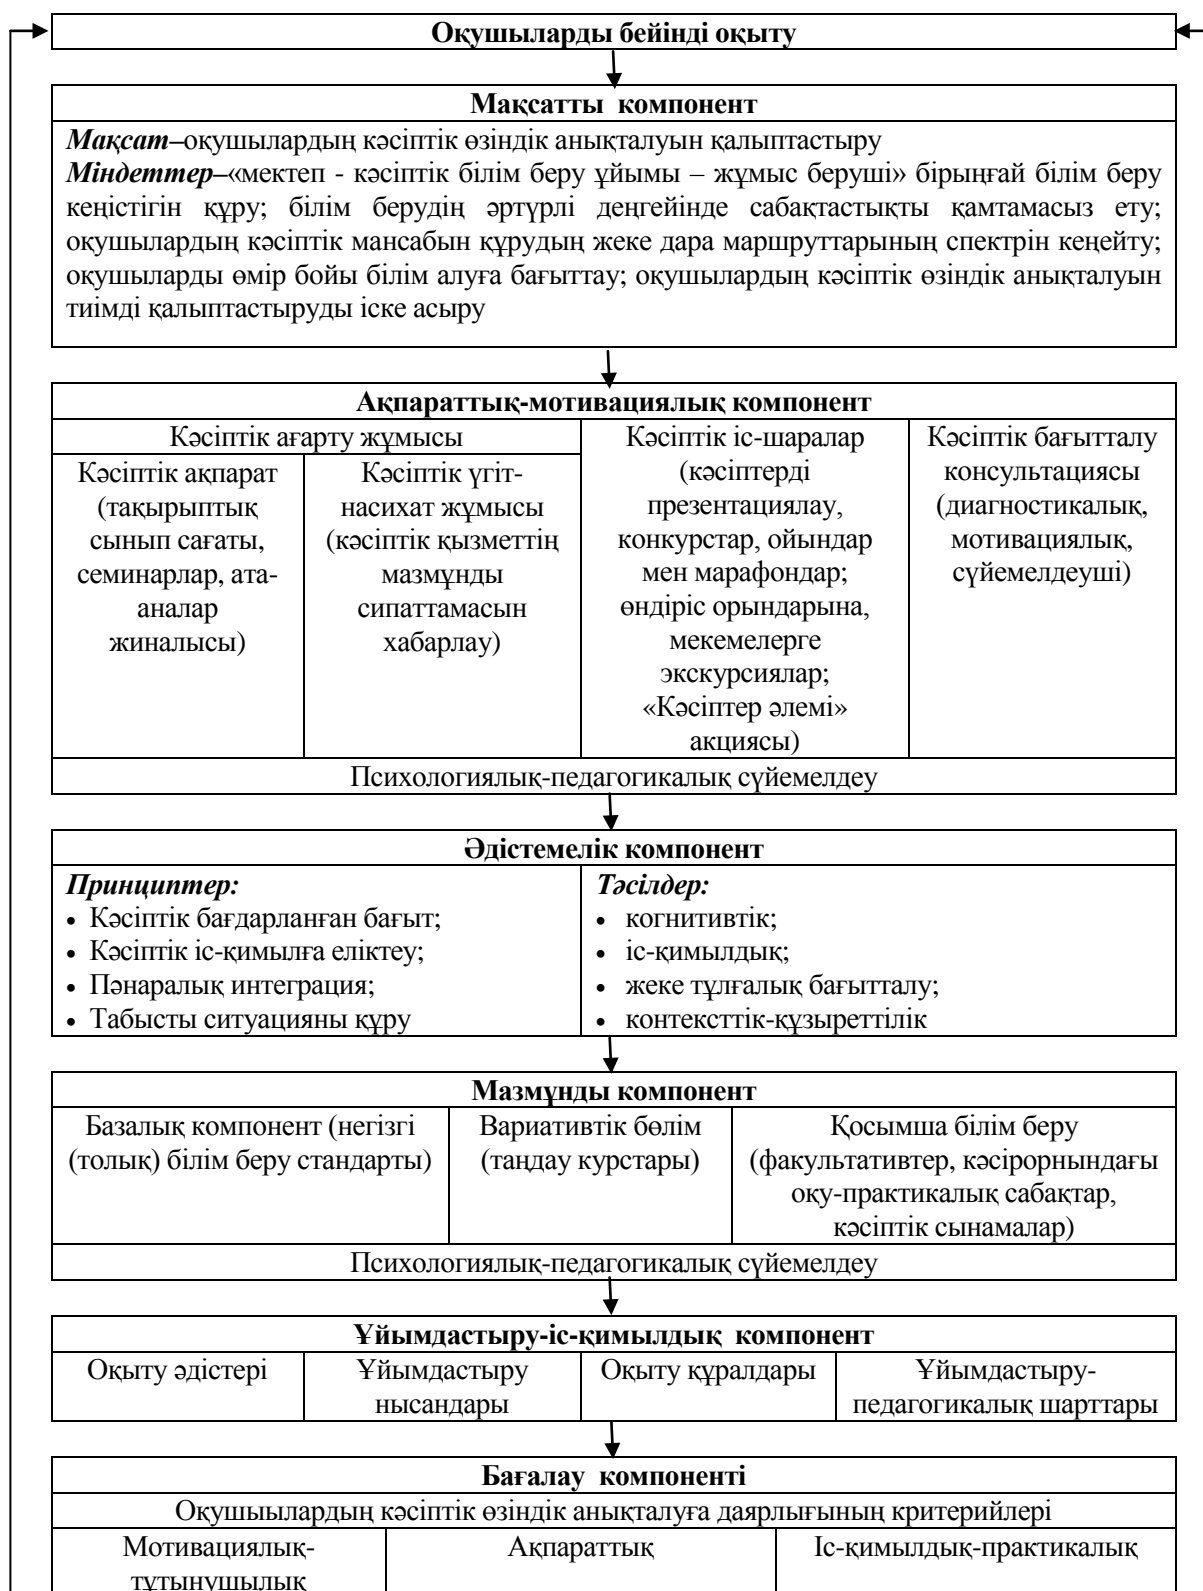 Оқушыларды бейінді оқыту
Мақсатты компонент
Мақсат–оқушылардың кәсіптік өзіндік анықталуын қалыптастыру
Міндеттер–«мектеп - кәсіптік білім беру ұйымы – жұмыс беруші» бірыңғай білім беру
кеңістігін құру; білім берудің әртүрлі деңгейінде сабақтастықты қамтамасыз ету;
оқушылардың кәсіптік мансабын құрудың жеке дара маршруттарының спектрін кеңейту;
оқушыларды өмір бойы білім алуға бағыттау; оқушылардың кәсіптік өзіндік анықталуын
тиімді қалыптастыруды іске асыру
Ақпараттық-мотивациялық компонент
Кәсіптік ағарту жұмысы
Кәсіптік ақпарат
(тақырыптық
сынып сағаты,
семинарлар, ата-
аналар
жиналысы)
Кәсіптік үгіт-
насихат жұмысы
(кәсіптік қызметтің
мазмұнды
сипаттамасын
хабарлау)
Кәсіптік іс-шаралар
(кәсіптерді
презентациялау,
конкурстар, ойындар
мен марафондар;
өндіріс орындарына,
мекемелерге
экскурсиялар;
«Кәсіптер әлемі»
акциясы)
Кәсіптік бағытталу
консультациясы
(диагностикалық,
мотивациялық,
сүйемелдеуші)
Психологиялық-педагогикалық сүйемелдеу
Әдістемелік компонент
Принциптер:
• Кәсіптік бағдарланған бағыт;
• Кәсіптік іс-қимылға еліктеу;
• Пәнаралық интеграция;
• Табысты ситуацияны құру
Тәсілдер:
• когнитивтік;
• іс-қимылдық;
• жеке тұлғалық бағытталу;
• контексттік-құзыреттілік
Мазмұнды компонент
Базалық компонент (негізгі
(толық) білім беру стандарты)
Вариативтік бөлім
(таңдау курстары)
Қосымша білім беру
(факультативтер, кәсірорнындағы
оқу-практикалық сабақтар,
кәсіптік сынамалар)
Психологиялық-педагогикалық сүйемелдеу
Ұйымдастыру-іс-қимылдық компонент
Оқыту әдістері
Ұйымдастыру
нысандары
Оқыту құралдары
Ұйымдастыру-
педагогикалық шарттары
Бағалау компоненті
Оқушыылардың кәсіптік өзіндік анықталуға даярлығының критерийлері
Мотивациялық-
тұтынушылық
Ақпараттық
Іс-қимылдық-практикалық